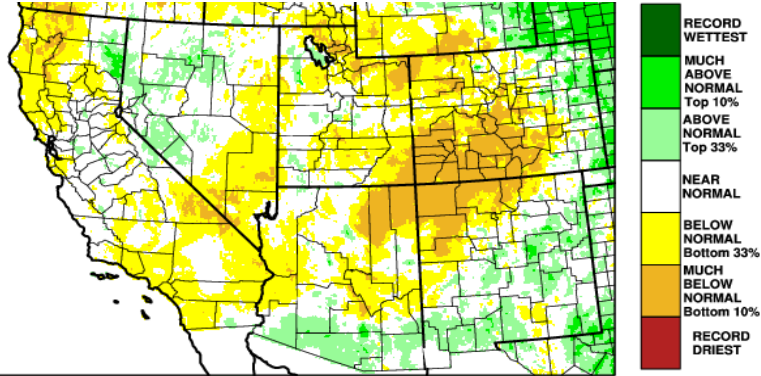 RECORD
WETTEST
MUCH
ABOVE
NORMAL
Top 10%
ABOVE
NORMAL
Top 33%
NEAR
NORMAL
BELOW
NORMAL
Bottom 33%
MUCH
BELOW
NORMAL
Bottom 10%
RECORD
DRIEST